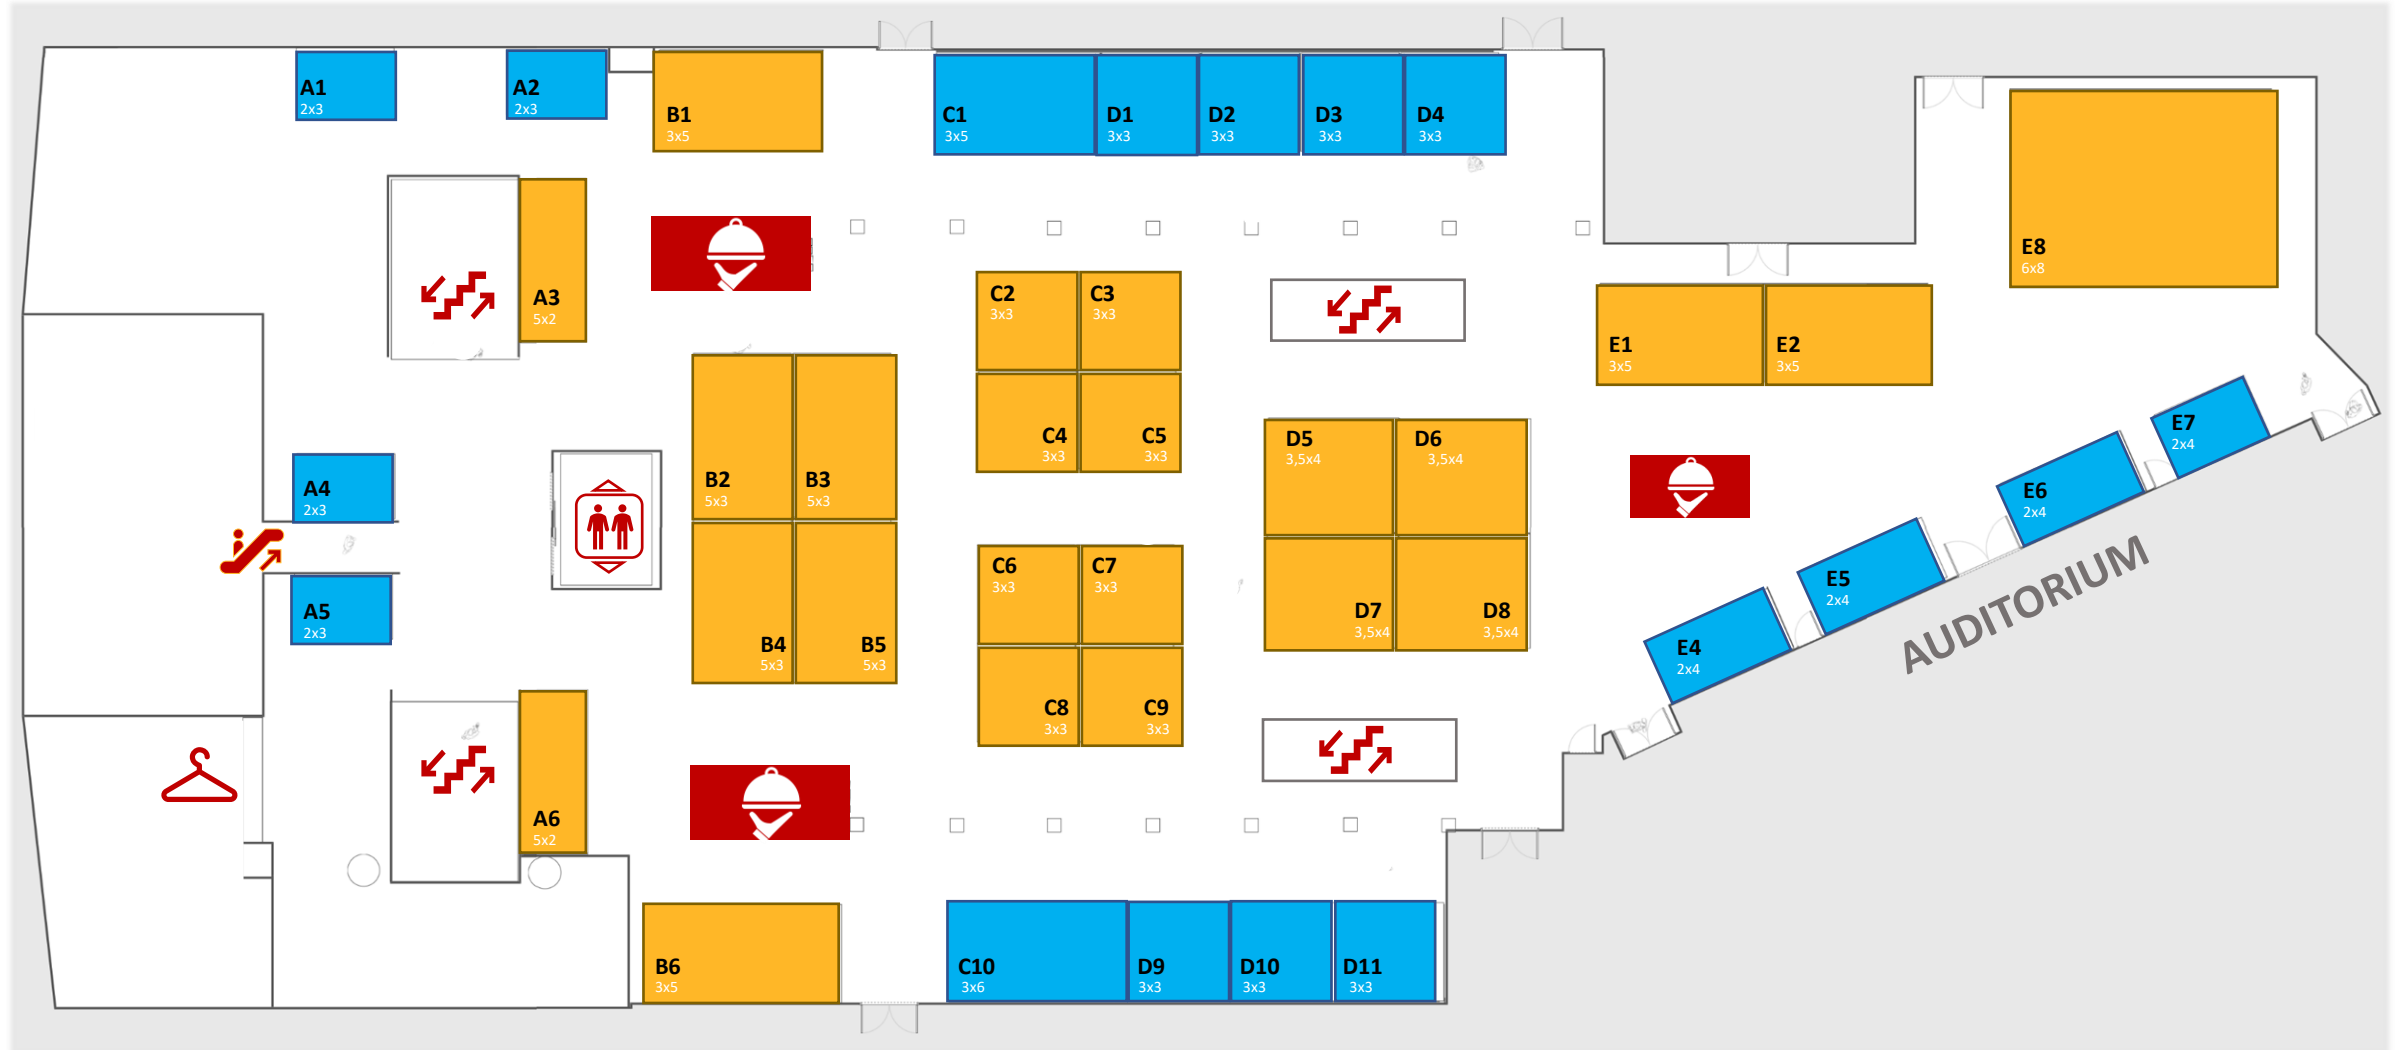 A1
2x3
A2
2x3
B1
3x5
C1
3x5
D1
3x3
D2
3x3
D3
3x3
D4
3x3
E8
6x8
A3
5x2
C2
3x3
C3
3x3
E1
3x5
E2
3x5
C4
3x3
C5
3x3
D5
3,5x4
D6
3,5x4
E7
2x4
B2
5x3
B3
5x3
A4
2x3
E6
2x4
C6
3x3
C7
3x3
E5
2x4
A5
2x3
D7
3,5x4
D8
3,5x4
AUDITORIUM
B4
5x3
B5
5x3
E4
2x4
C8
3x3
C9
3x3
A6
5x2
B6
3x5
C10
3x6
D9
3x3
D10
3x3
D11
3x3